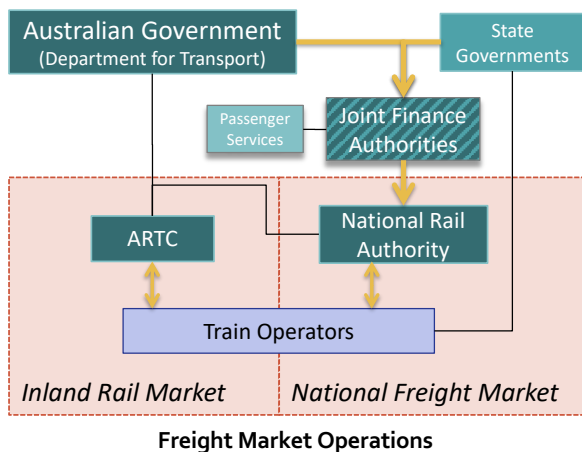 Australian Government
(Department for Transport)
State
Governments
Passenger
Services
Joint Finance
Authorities
ARTC
National Rail
Authority
Train Operators
Inland Rail Market
National Freight Market
Freight Market Operations